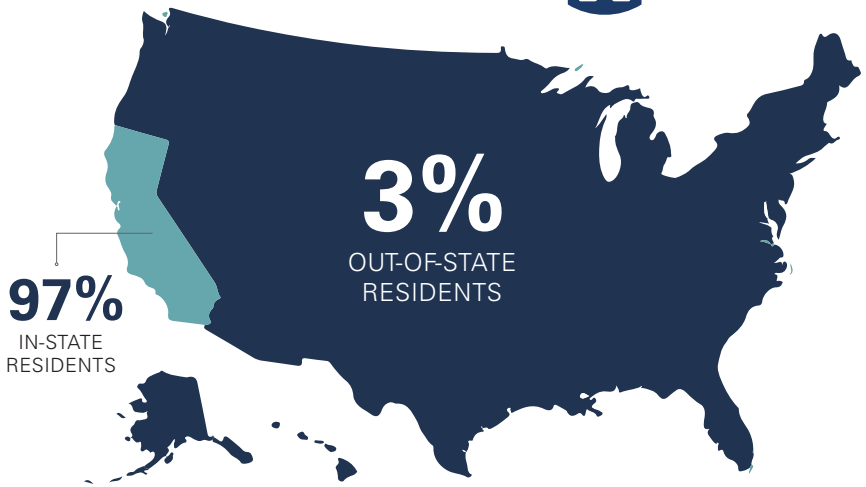 3%
OUT-OF-STATE
RESIDENTS
97%
IN-STATE
RESIDENTS